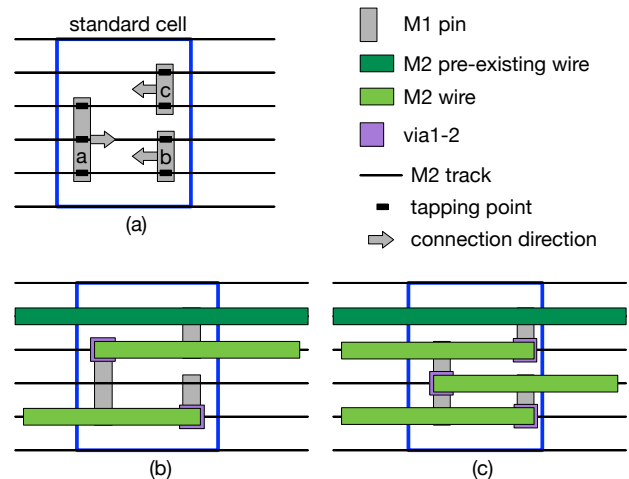 standard cell
c
a
b
(a)
M1 pin
M2 pre-existing wire
M2 wire
via1-2
M2 track
tapping point
connection direction
(b)
(c)